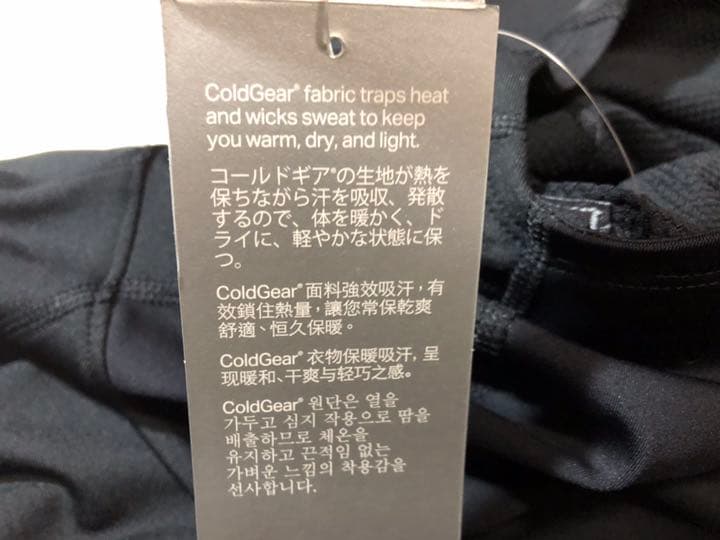 ColdGear® fabric traps heat
and wicks sweat to keep
you warm, dry, and light.
コールドギア®の生地が熱を
保ちながら汗を吸収、発散
するので、体を暖かく、ド
ライに、軽やかな状態に保
つ。
ColdGear® 面料強效吸汗，有
效鎖住熱量，讓您常保乾爽
舒適、恒久保暖。
ColdGear® 衣物保暖吸汗，呈
现暖和、干爽与轻巧之感。
ColdGear® 원단은 열을
가두고 심지 작용으로 땀을
배출하므로 체온을
유지하고 끈적임 없는
가벼운 느낌의 착용감을
선사합니다.